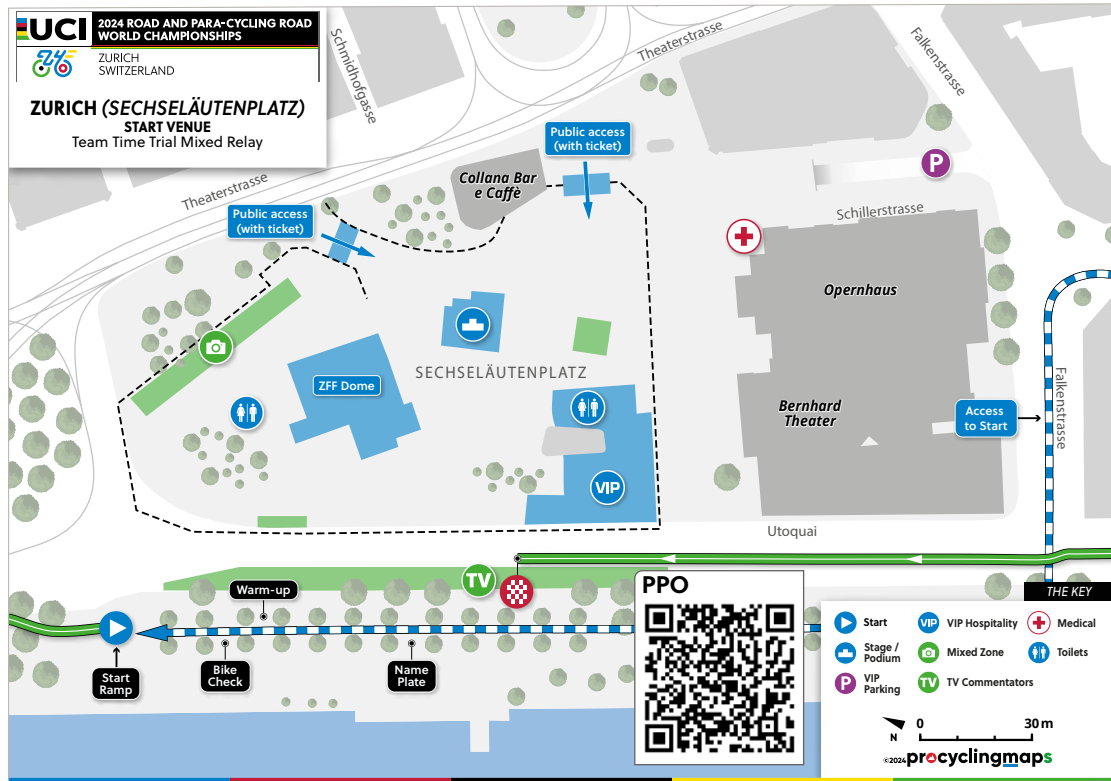 UCI
2024 ROAD AND PARA-CYCLING ROAD
WORLD CHAMPIONSHIPS
ZURICH
SWITZERLAND
ZURICH (SECHSELÄUTENPLATZ)
START VENUE
Team Time Trial Mixed Relay
Schmidhofgasse
Theaterstrasse
Falkenstrasse
Public access
(with ticket)
P
Theaterstrasse
Collana Bar
e Caffè
Public access
(with ticket)
Schillerstrasse
Opernhaus
SECHSELÄUTENPLATZ
ZFF Dome
Bernhard
Theater
Access
to Start
Falkenstrasse
VIP
Utoquai
TV
Warm-up
Start
Ramp
Bike
Check
Name
Plate
PPO
THE KEY
Start
VIP
VIP Hospitality
Medical
Stage /
Podium
Mixed Zone
Toilets
P
VIP
Parking
TV
TV Commentators
N
0
30 m
©2024 procyclingmaps